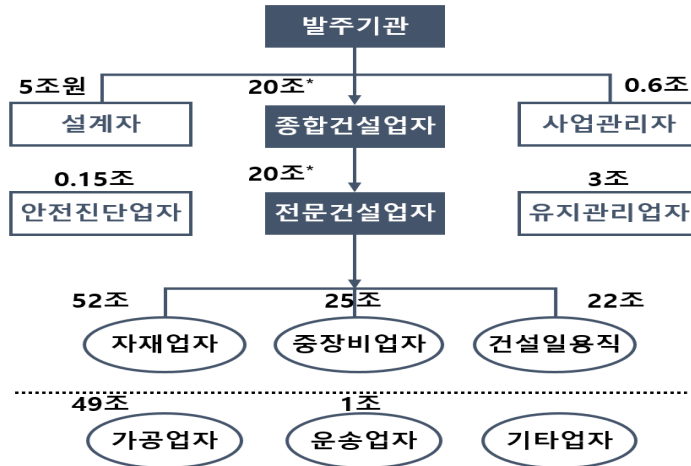 발주기관
5조원 20조* 0.6조
설계자 종합건설업자 사업관리자
0.15조 20조* 3조
안전진단업자 전문건설업자 유지관리업자
52조 25조 22조
자재업자 중장비업자 건설일용직
49조 1조
가공업자 운송업자 기타업자